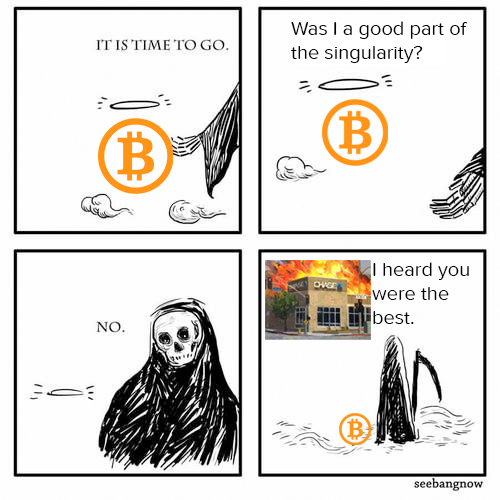 IT IS TIME TO GO.
Was I a good part of
the singularity?
NO.
CHASE
I heard you
were the
best.
seebangnow